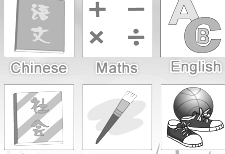 语文
+ −
× ÷
A B C
Chinese Maths English
社会